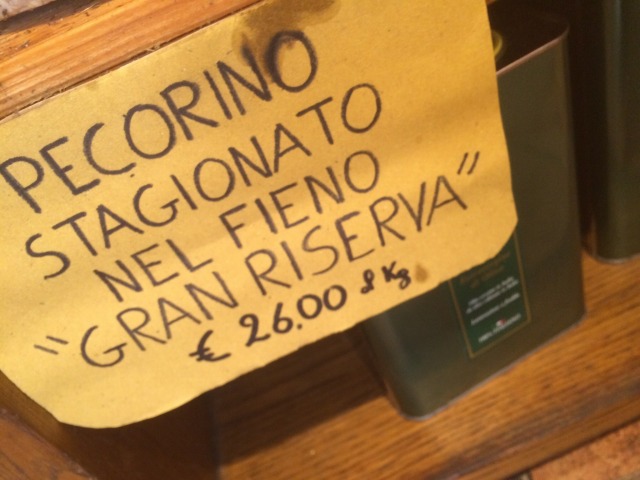 PECORINO
STAGIONATO
NEL FIENO
"GRAN RISERVA"
€ 26.00 al Kg